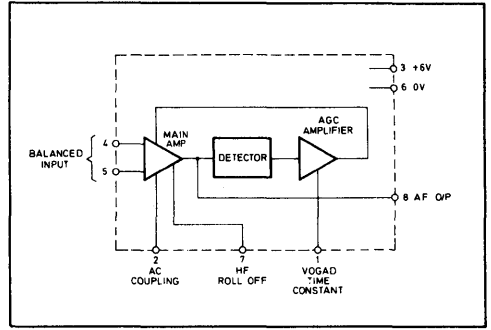 3 +6V
6 0V
AGC
AMPLIFIER
MAIN
AMP
4
BALANCED
INPUT
DETECTOR
5
8 AF O/P
2
AC
COUPLING
7
HF
ROLL OFF
1
VOGAD
TIME
CONSTANT